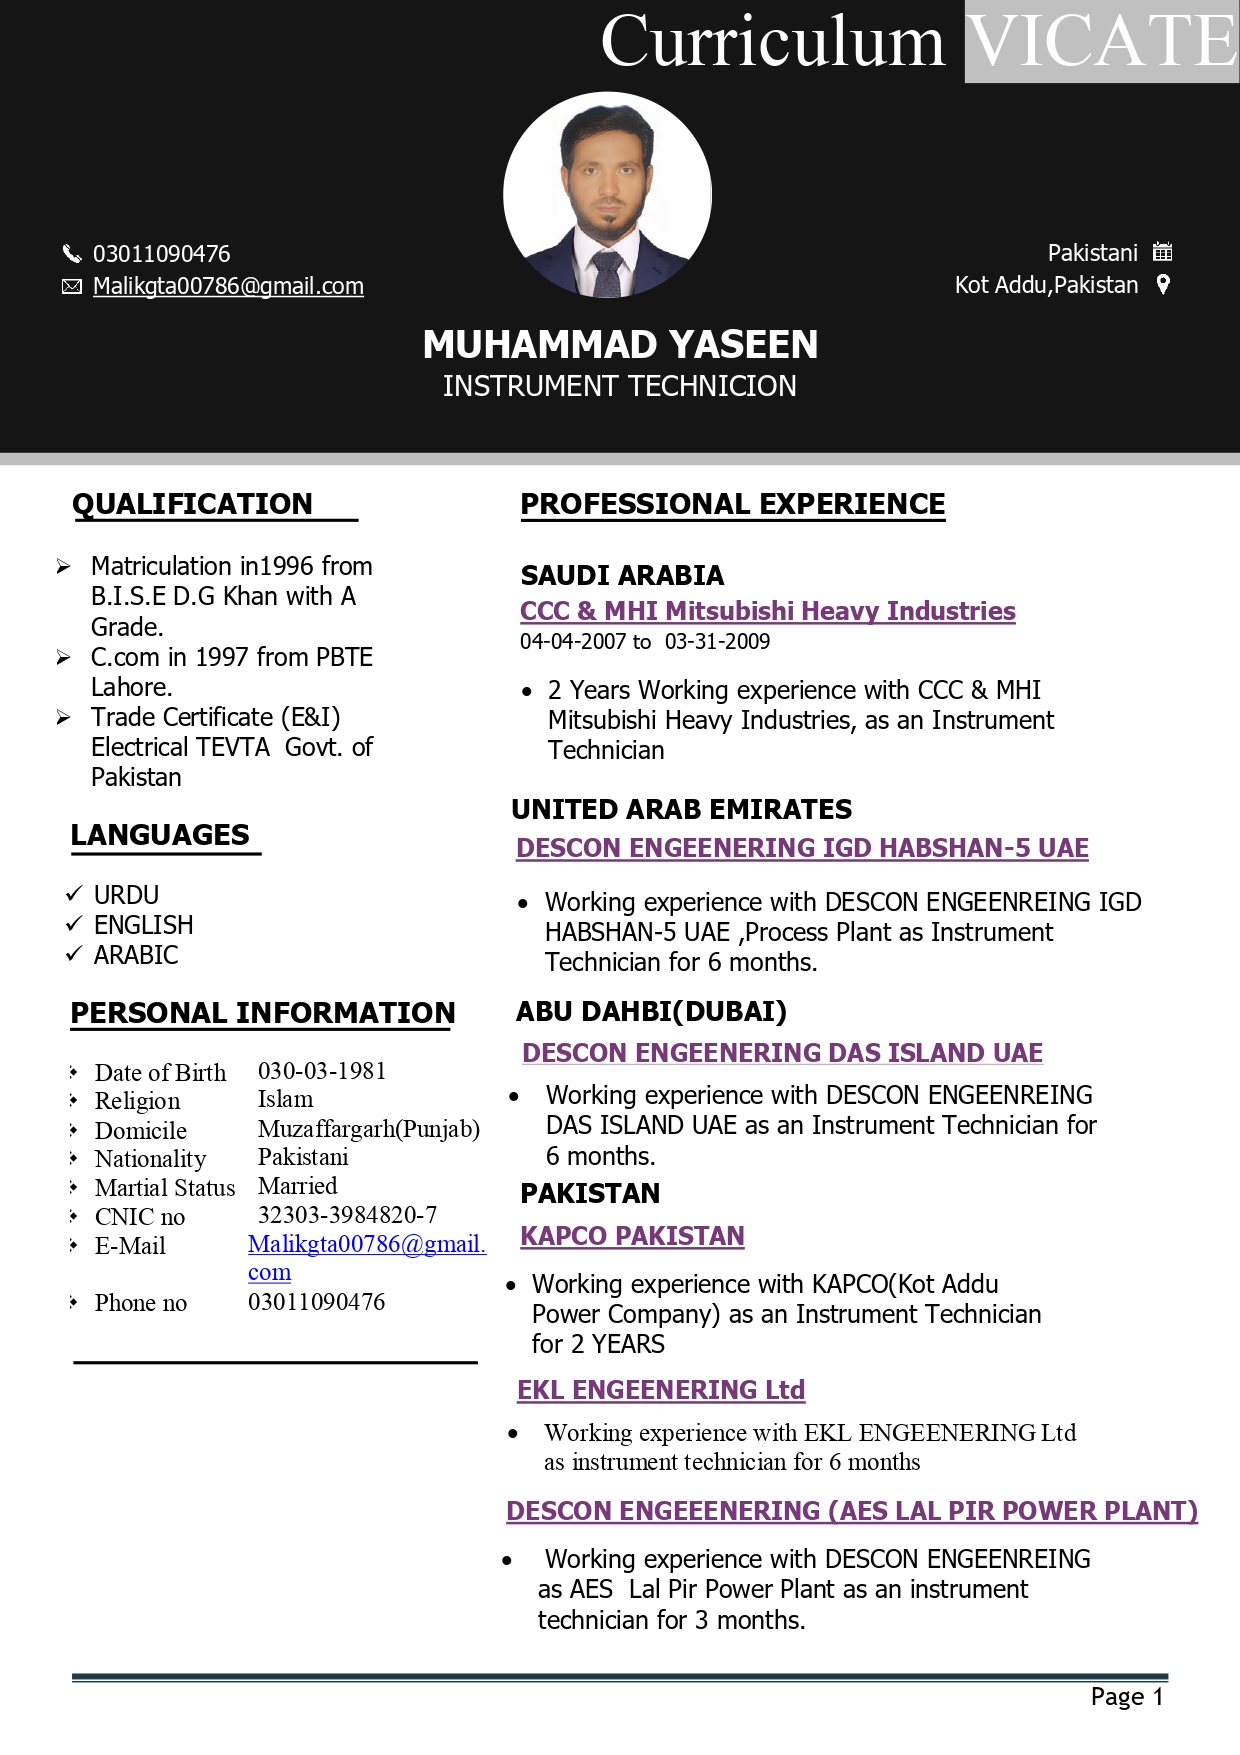 Curriculum VICATE
03011090476
Malikgta00786@gmail.com
Pakistani
Kot Addu,Pakistan
MUHAMMAD YASEEN
INSTRUMENT TECHNICION
QUALIFICATION
Matriculation in1996 from
B.I.S.E D.G Khan with A
Grade.
C.com in 1997 from PBTE
Lahore.
Trade Certificate (E&I)
Electrical TEVTA Govt. of
Pakistan
LANGUAGES
URDU
ENGLISH
ARABIC
PERSONAL INFORMATION
Date of Birth 030-03-1981
Religion Islam
Domicile Muzaffargarh(Punjab)
Nationality Pakistani
Martial Status Married
CNIC no 32303-3984820-7
E-Mail Malikgta00786@gmail.
com
Phone no 03011090476
PROFESSIONAL EXPERIENCE
SAUDI ARABIA
CCC & MHI Mitsubishi Heavy Industries
04-04-2007 to 03-31-2009
2 Years Working experience with CCC & MHI
Mitsubishi Heavy Industries, as an Instrument
Technician
UNITED ARAB EMIRATES
DESCON ENGEENERING IGD HABSHAN-5 UAE
Working experience with DESCON ENGEENREING IGD
HABSHAN-5 UAE ,Process Plant as Instrument
Technician for 6 months.
ABU DAHBI(DUBAI)
DESCON ENGEENERING DAS ISLAND UAE
Working experience with DESCON ENGEENREING
DAS ISLAND UAE as an Instrument Technician for
6 months.
PAKISTAN
KAPCO PAKISTAN
Working experience with KAPCO(Kot Addu
Power Company) as an Instrument Technician
for 2 YEARS
EKL ENGEENERING Ltd
Working experience with EKL ENGEENERING Ltd
as instrument technician for 6 months
DESCON ENGEEENERING (AES LAL PIR POWER PLANT)
Working experience with DESCON ENGEENREING
as AES Lal Pir Power Plant as an instrument
technician for 3 months.
Page 1